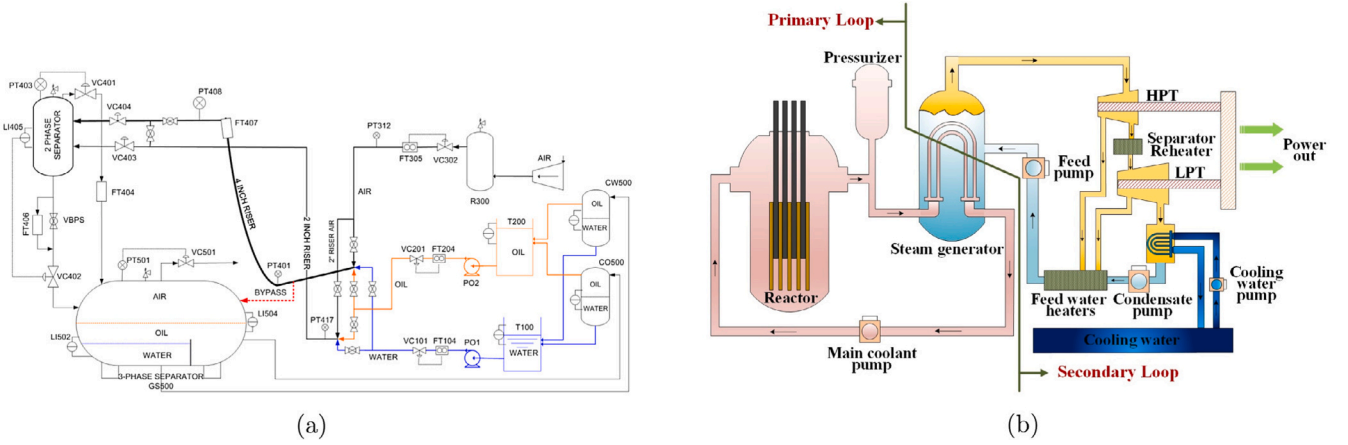 PT403
VC401
VC404
PT408
LI405
2 PHASE
SEPARATOR
FT407
VC403
PT312
FT305
VC302
R300
AIR
AIR
FT404
FT406
VBPS
4 INCH RISER
2 INCH RISER
2" RISER AIR
CW500
OIL
WATER
T200
OIL
VC201
FT204
PO2
OIL
CO500
OIL
WATER
VC402
PT501
VC501
PT401
BYPASS
AIR
OIL
WATER
LI504
LI502
3-PHASE SEPARATOR
GS500
PT417
WATER
VC101
FT104
PO1
T100
WATER
(a)
Primary Loop
Pressurizer
HPT
Separator
Reheater
Power
out
LPT
Feed
pump
Steam generator
Reactor
Feed water
heaters
Condensate
pump
Cooling
water
pump
Cooling water
Main coolant
pump
Secondary Loop
(b)